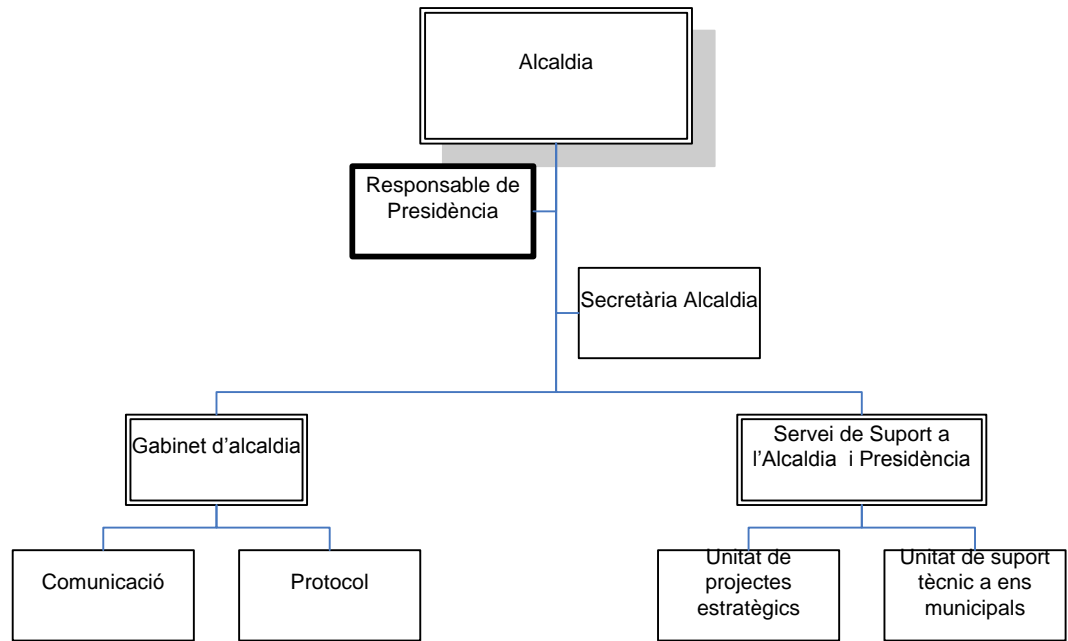 Alcaldia
Responsable de
Presidència
Secretària Alcaldia
Gabinet d’alcaldia
Servei de Suport a
l’Alcaldia i Presidència
Comunicació
Protocol
Unitat de
projectes
estratègics
Unitat de suport
tècnic a ens
municipals